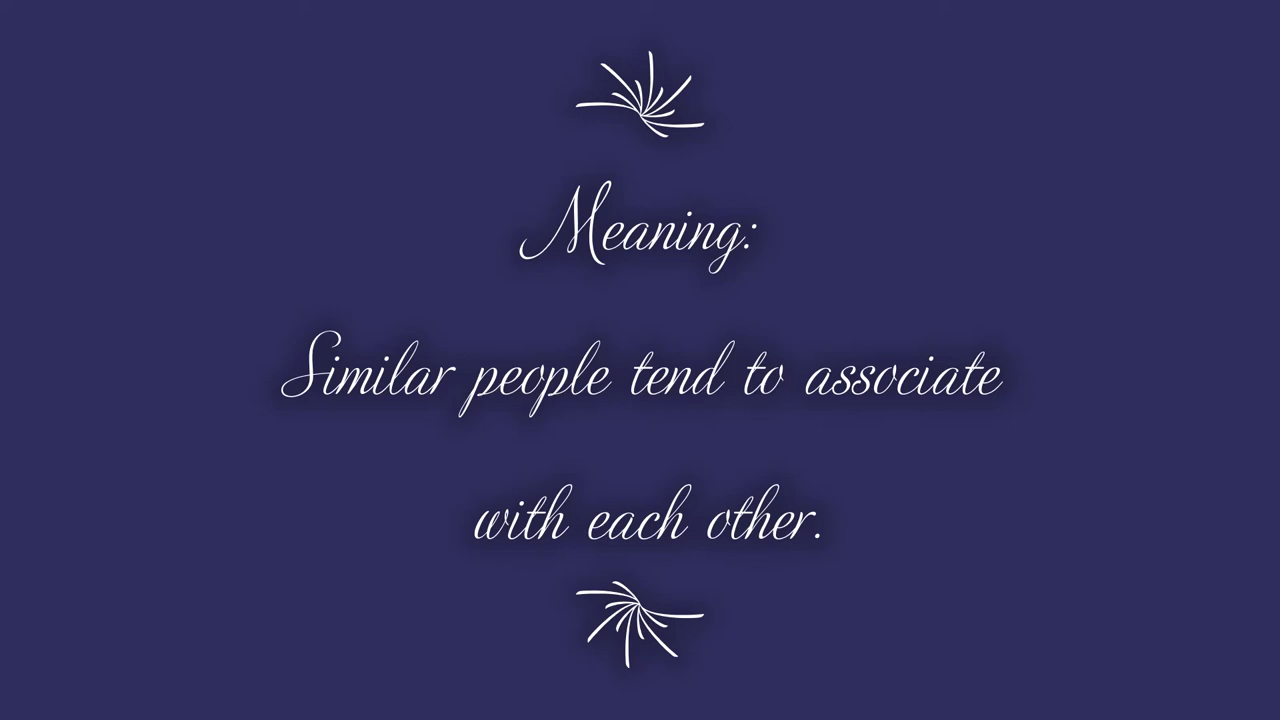 Meaning:
Similar people tend to associate
with each other.